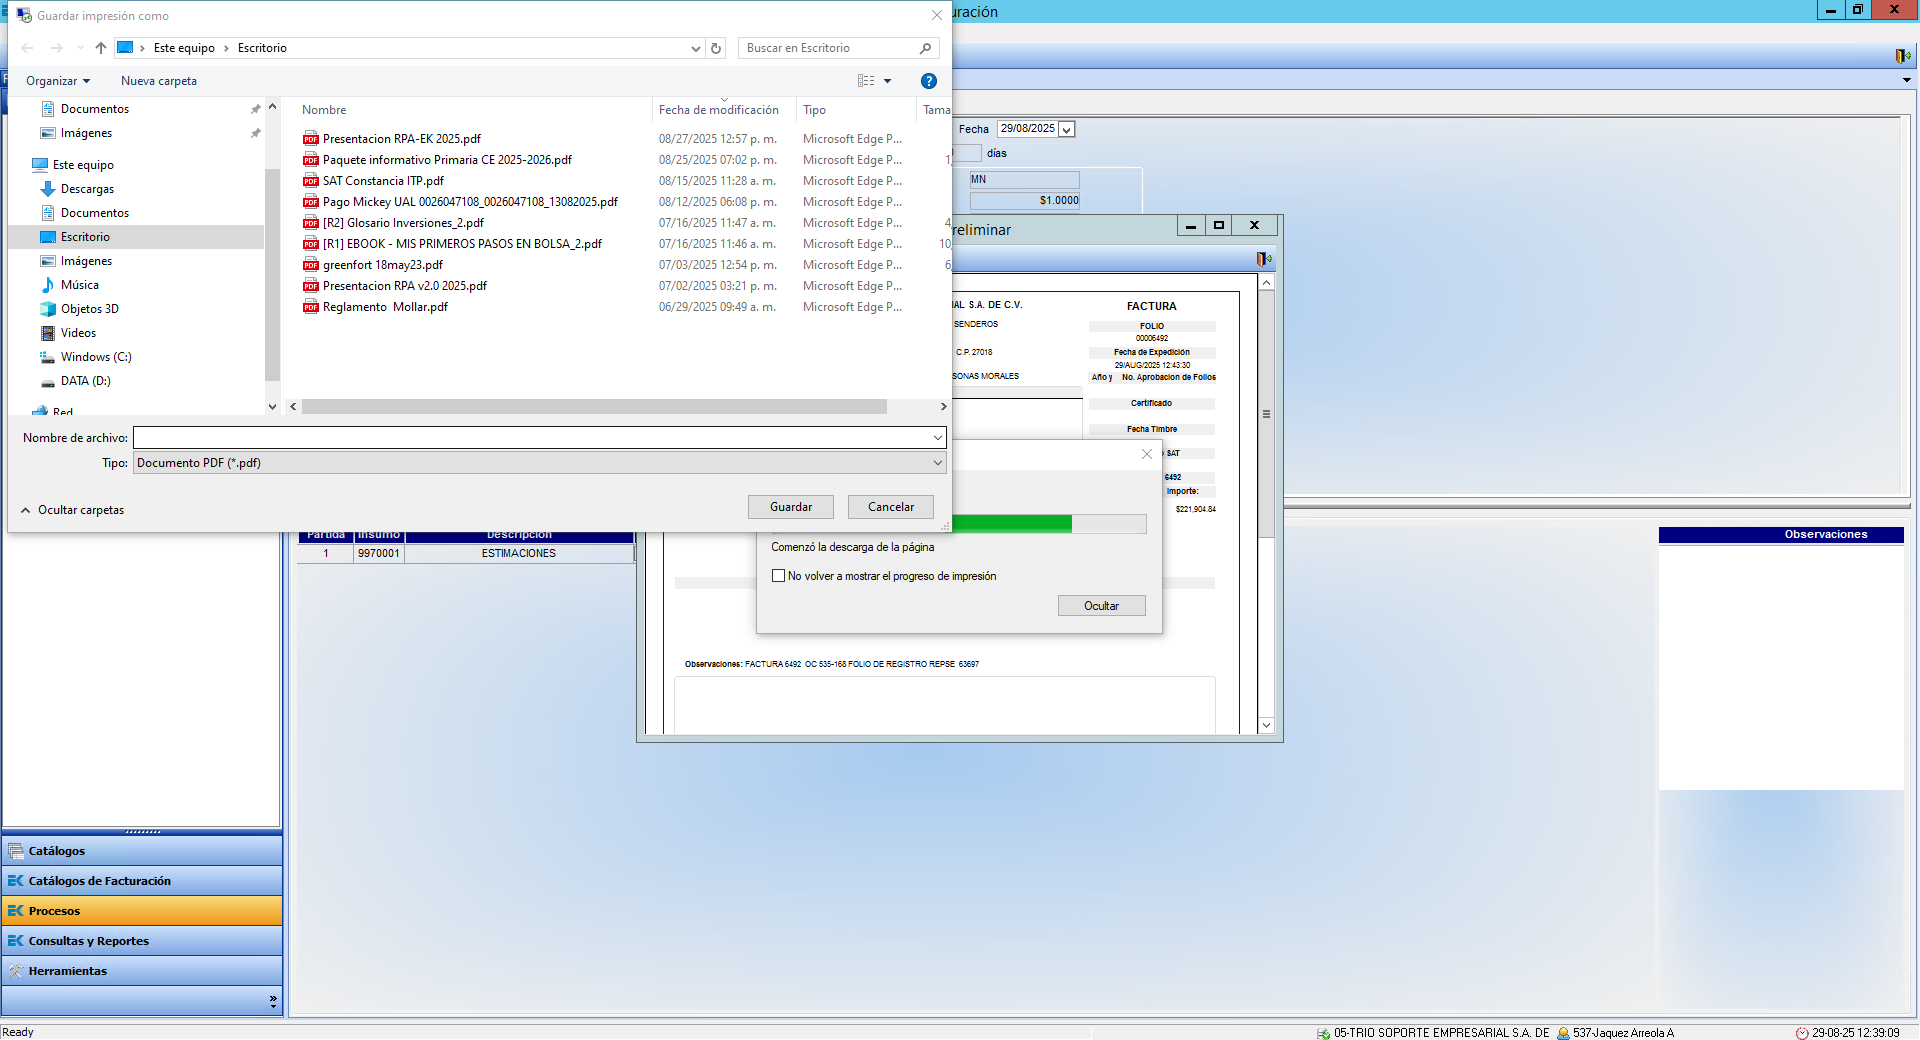 Guardar impresión como
uración
Este equipo
Escritorio
Buscar en Escritorio
Organizar
Nueva carpeta
Documentos
Imágenes
Este equipo
Descargas
Documentos
Escritorio
Imágenes
Música
Objetos 3D
Videos
Windows (C:)
DATA (D:)
Red
Nombre Fecha de modificación Tipo Tama
Presentacion RPA-EK 2025.pdf 08/27/2025 12:57 p. m. Microsoft Edge P...
Paquete informativo Primaria CE 2025-2026.pdf 08/25/2025 07:02 p. m. Microsoft Edge P... 1
SAT Constancia ITP.pdf 08/15/2025 11:28 a. m. Microsoft Edge P...
Pago Mickey UAL 0026047108_0026047108_13082025.pdf 08/12/2025 06:08 p. m. Microsoft Edge P...
[R2] Glosario Inversiones_2.pdf 07/16/2025 11:47 a. m. Microsoft Edge P... 4
[R1] EBOOK - MIS PRIMEROS PASOS EN BOLSA_2.pdf 07/16/2025 11:46 a. m. Microsoft Edge P... 10
greenfort 18may23.pdf 07/03/2025 12:54 p. m. Microsoft Edge P... 6
Presentacion RPA v2.0 2025.pdf 07/02/2025 03:21 p. m. Microsoft Edge P...
Reglamento  Mollar.pdf 06/29/2025 09:49 a. m. Microsoft Edge P...
Nombre de archivo:
Tipo: Documento PDF (*.pdf)
Ocultar carpetas
Guardar
Cancelar
Fecha 29/08/2025
días
MN
$1.0000
reliminar
IAL S.A. DE C.V.
SENDEROS
C.P. 27018
SONAS MORALES
FACTURA
FOLIO
00006492
Fecha de Expedición
29/AUG/2025 12:43:30
Año y No. Aprobacion de Folios
Certificado
Fecha Timbre
SAT
6492
Importe:
$221,904.84
Comenzó la descarga de la página
No volver a mostrar el progreso de impresión
Ocultar
Observaciones: FACTURA 6492 OC 535-168 FOLIO DE REGISTRO REPSE 63697
Partida Insumo Descripción
1 9970001 ESTIMACIONES
Observaciones
Catálogos
Catálogos de Facturación
Procesos
Consultas y Reportes
Herramientas
Ready
05-TRIO SOPORTE EMPRESARIAL S.A. DE
537-Jaquez Arreola A
29-08-25 12:39:09